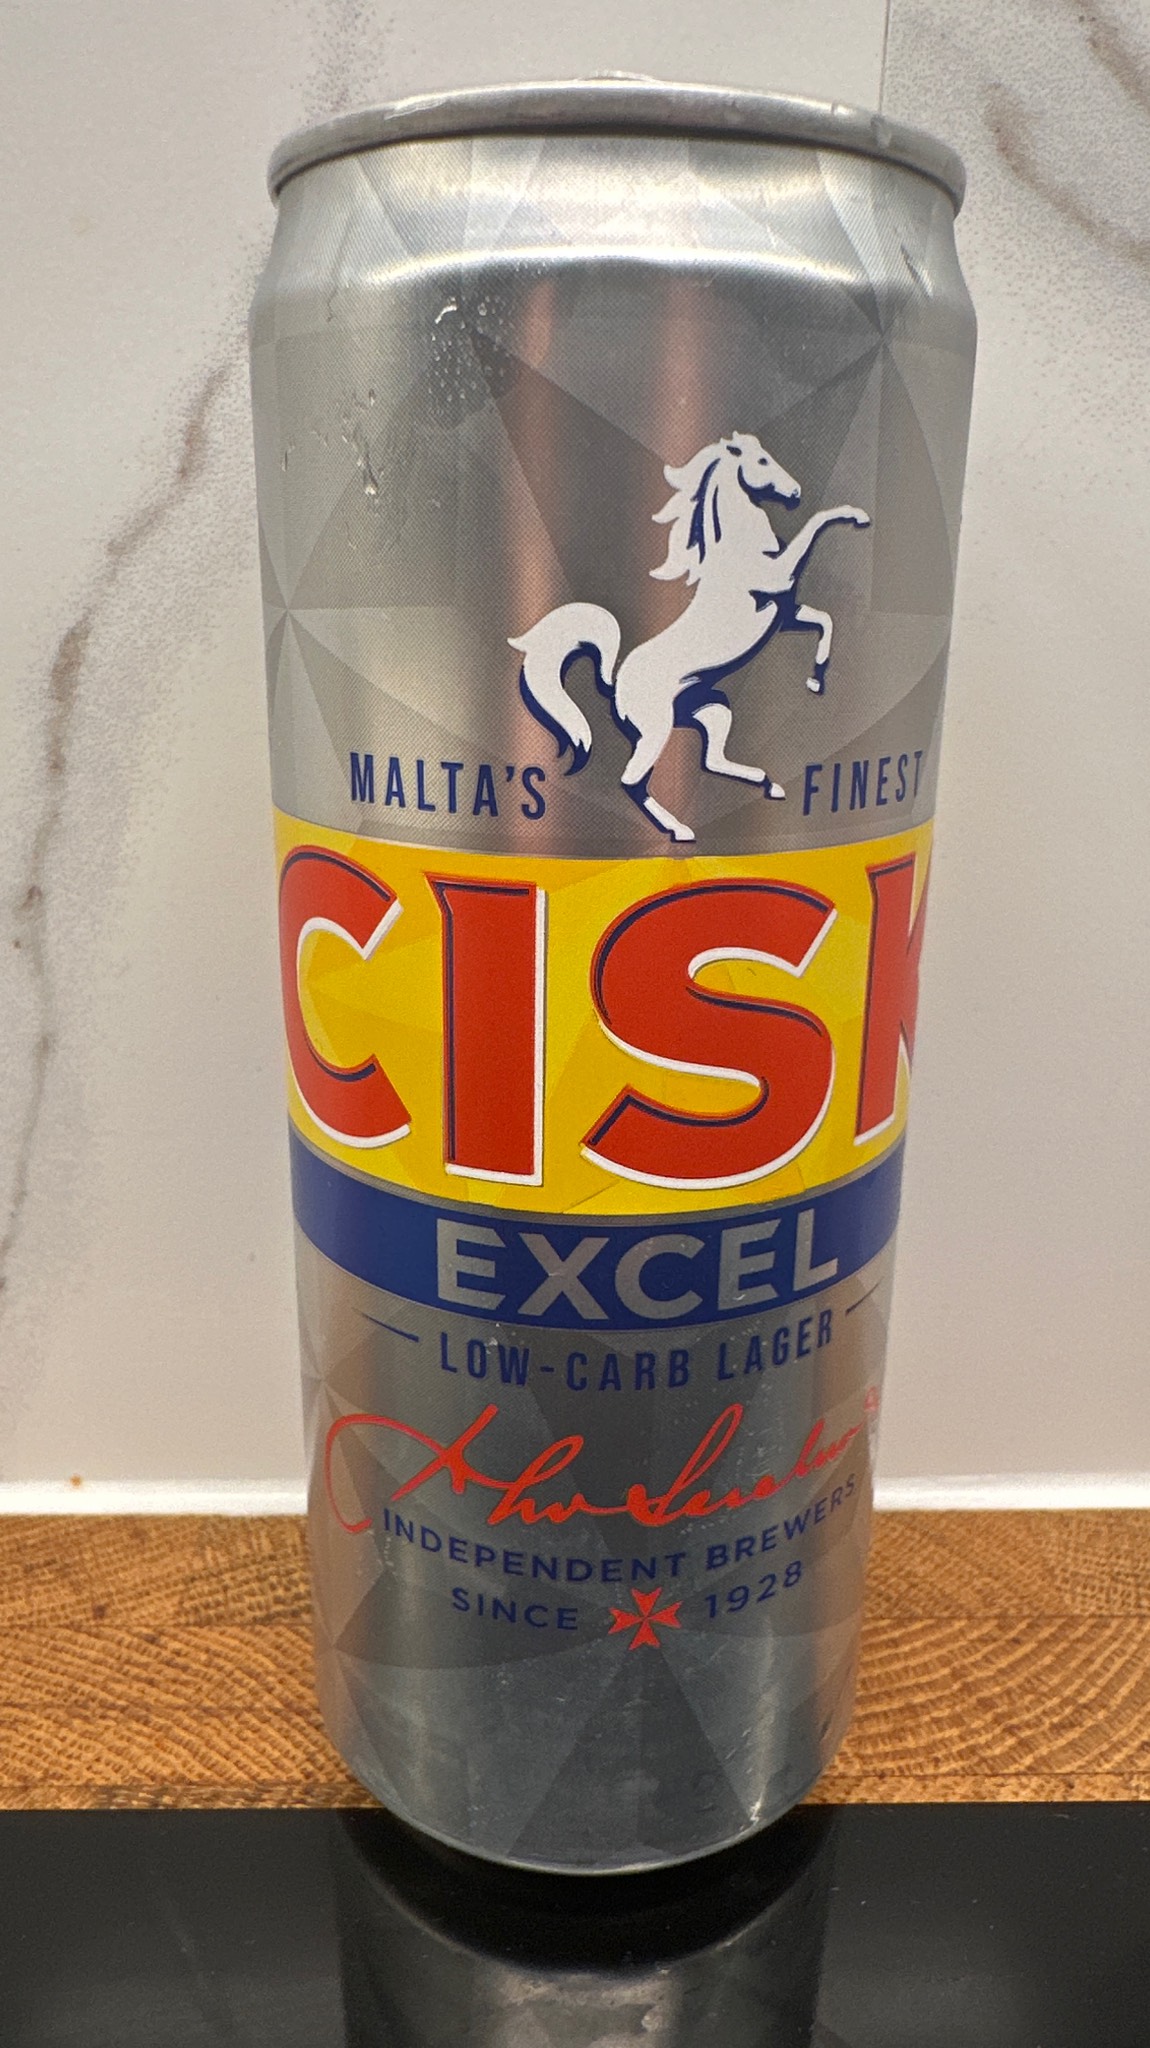 MALTA'S FINEST
CISK
EXCEL
LOW-CARB LAGER
INDEPENDENT BREWERS
SINCE 1928